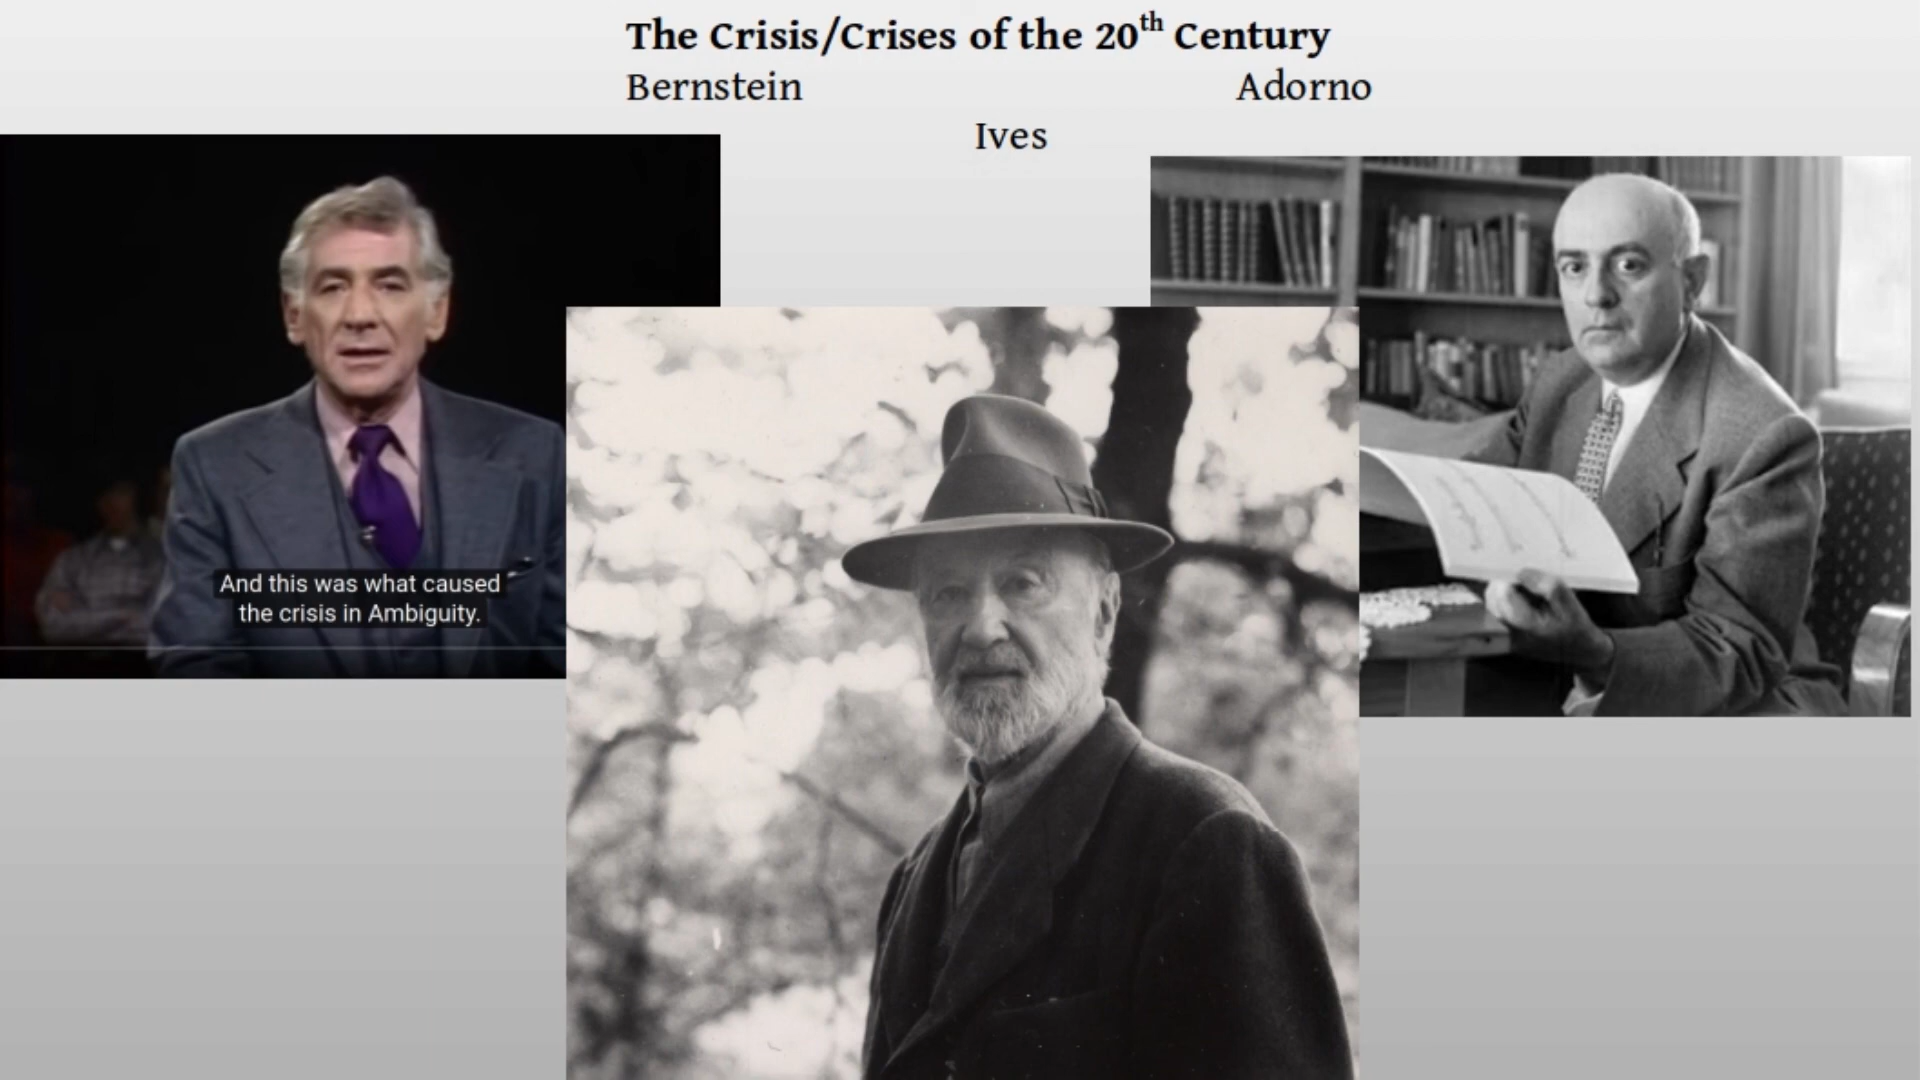 The Crisis/Crises of the 20th Century
Bernstein Adorno
Ives
And this was what caused
the crisis in Ambiguity.